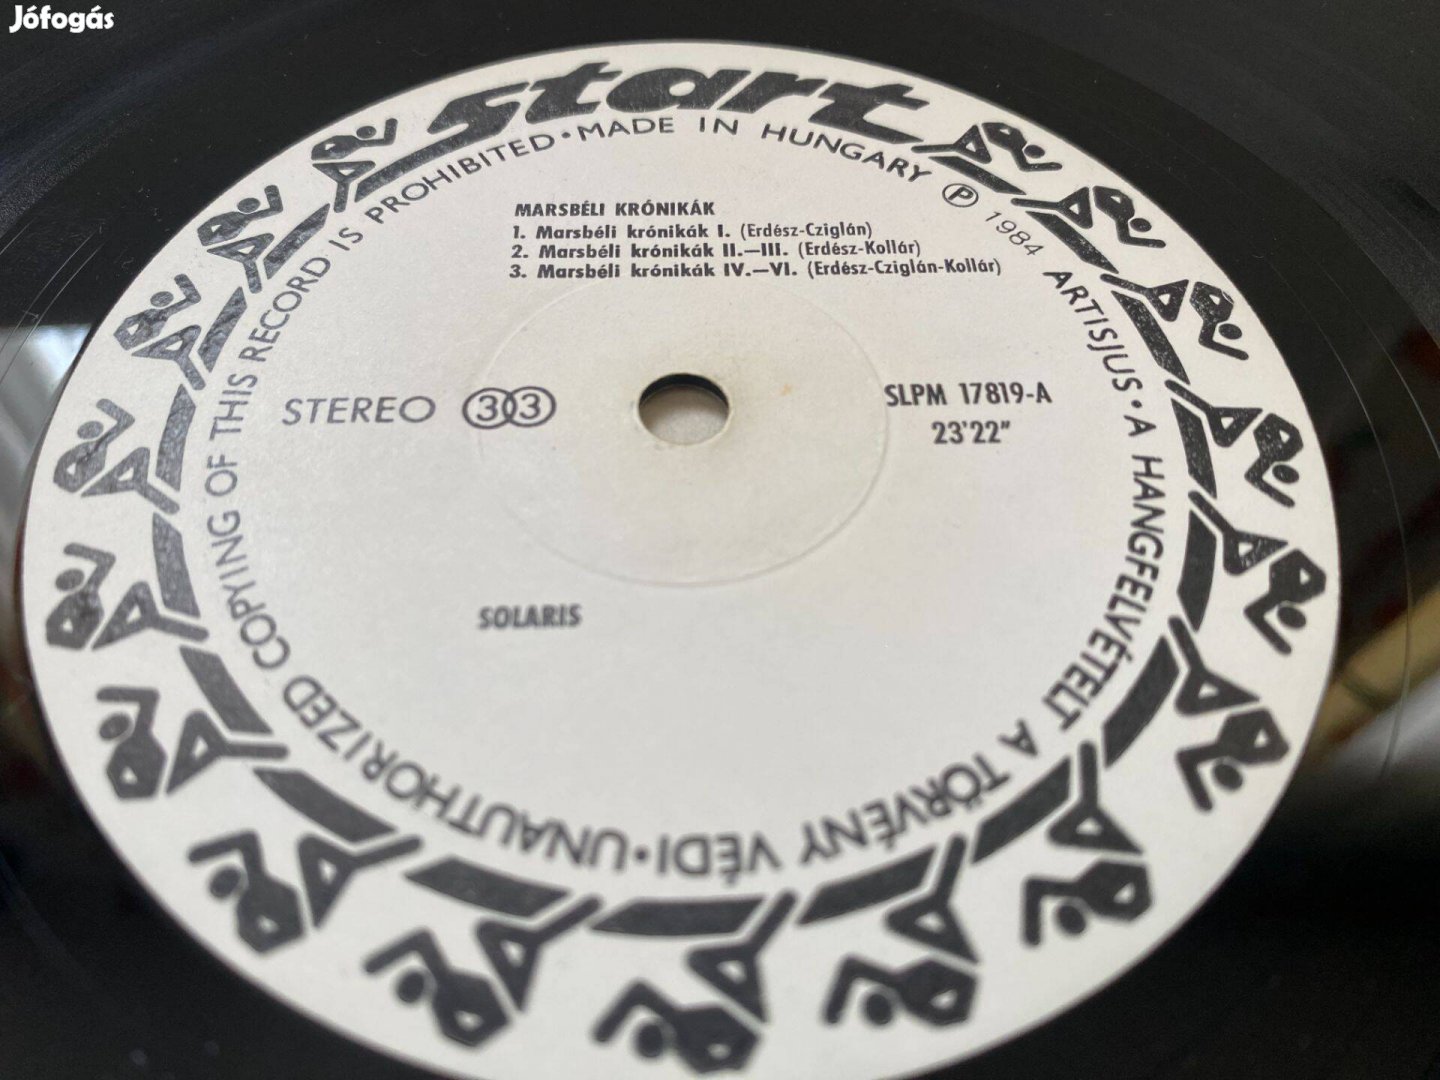 Jófogás
start
UNAUTHORIZED COPYING OF THIS RECORD IS PROHIBITED · MADE IN HUNGARY Ⓟ 1984 ARTISJUS · A HANGFELVÉTELT A TÖRVÉNY VÉDI ·
MARSBÉLI KRÓNIKÁK
1. Marsbéli krónikák I. (Erdész-Cziglán)
2. Marsbéli krónikák II.—III. (Erdész-Kollár)
3. Marsbéli krónikák IV.—VI. (Erdész-Cziglán-Kollár)
STEREO 33
SLPM 17819-A
23'22"
SOLARIS